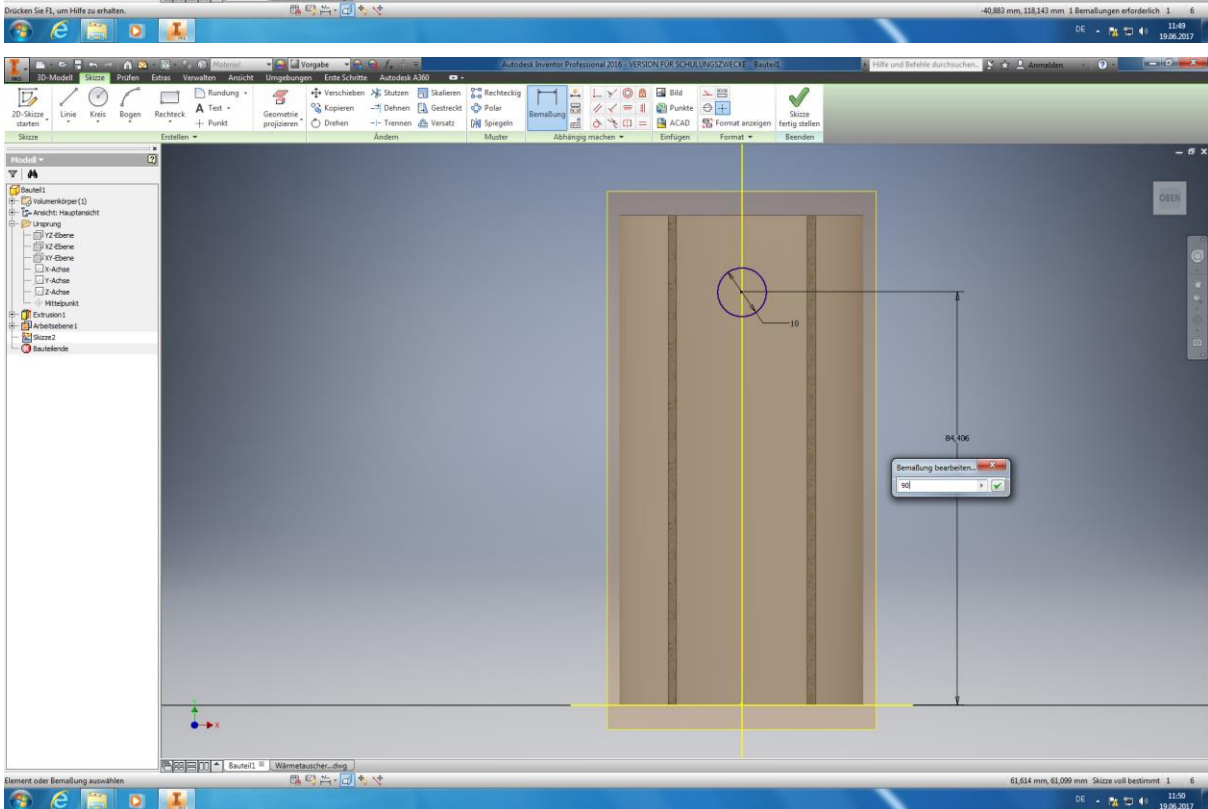 Drücken Sie F1, um Hilfe zu erhalten.
-40,883 mm, 118,143 mm 1 Bemaßungen erforderlich 1 6
DE
11:49
19.06.2017
PRO
Material
Vorgabe
Autodesk Inventor Professional 2016 - VERSION FÜR SCHULUNGSZWECKE Bauteil1
Hilfe und Befehle durchsuchen...
Anmelden
3D-Modell Skizze Prüfen Extras Verwalten Ansicht Umgebungen Erste Schritte Autodesk A360
Rundung Verschieben Stutzen Skalieren Rechteckig Bild
A Text Kopieren Dehnen Gestreckt Polar Punkte
Punkt Drehen Trennen Versatz Spiegeln ACAD Format anzeigen
2D-Skizze starten Linie Kreis Bogen Rechteck Geometrie projizieren Bemaßung Skizze fertig stellen
Skizze Erstellen Ändern Muster Abhängig machen Einfügen Format Beenden
Modell
Bauteil1
Volumenkörper(1)
Ansicht: Hauptansicht
Ursprung
YZ-Ebene
XZ-Ebene
XY-Ebene
X-Achse
Y-Achse
Z-Achse
Mittelpunkt
Extrusion1
Arbeitsebene1
Skizze2
Bauteilende
OBEN
10
84,406
Bemaßung bearbeiten...
90
X
Bauteil1 Wärmetauscher...dwg
Element oder Bemaßung auswählen
61,614 mm, 61,099 mm Skizze voll bestimmt 1 6
DE
11:50
19.06.2017